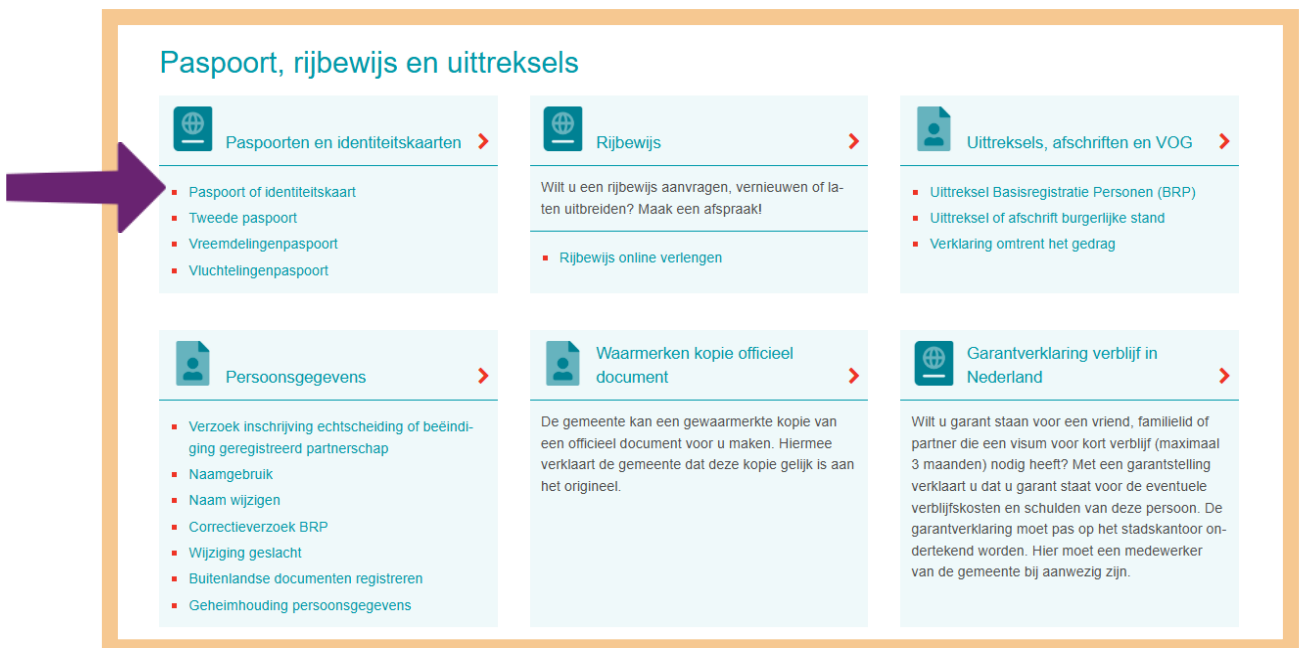 Paspoort, rijbewijs en uittreksels
Paspoorten en identiteitskaarten
Paspoort of identiteitskaart
Tweede paspoort
Vreemdelingenpaspoort
Vluchtelingenpaspoort
Rijbewijs
Wilt u een rijbewijs aanvragen, vernieuwen of la-
ten uitbreiden? Maak een afspraak!
Rijbewijs online verlengen
Uittreksels, afschriften en VOG
Uittreksel Basisregistratie Personen (BRP)
Uittreksel of afschrift burgerlijke stand
Verklaring omtrent het gedrag
Persoonsgegevens
Verzoek inschrijving echtscheiding of beëindi-
ging geregistreerd partnerschap
Naamgebruik
Naam wijzigen
Correctieverzoek BRP
Wijziging geslacht
Buitenlandse documenten registreren
Geheimhouding persoonsgegevens
Waarmerken kopie officieel
document
De gemeente kan een gewaarmerkte kopie van
een officieel document voor u maken. Hiermee
verklaart de gemeente dat deze kopie gelijk is aan
het origineel.
Garantverklaring verblijf in
Nederland
Wilt u garant staan voor een vriend, familielid of
partner die een visum voor kort verblijf (maximaal
3 maanden) nodig heeft? Met een garantstelling
verklaart u dat u garant staat voor de eventuele
verblijfskosten en schulden van deze persoon. De
garantverklaring moet pas op het stadskantoor on-
dertekend worden. Hier moet een medewerker
van de gemeente bij aanwezig zijn.